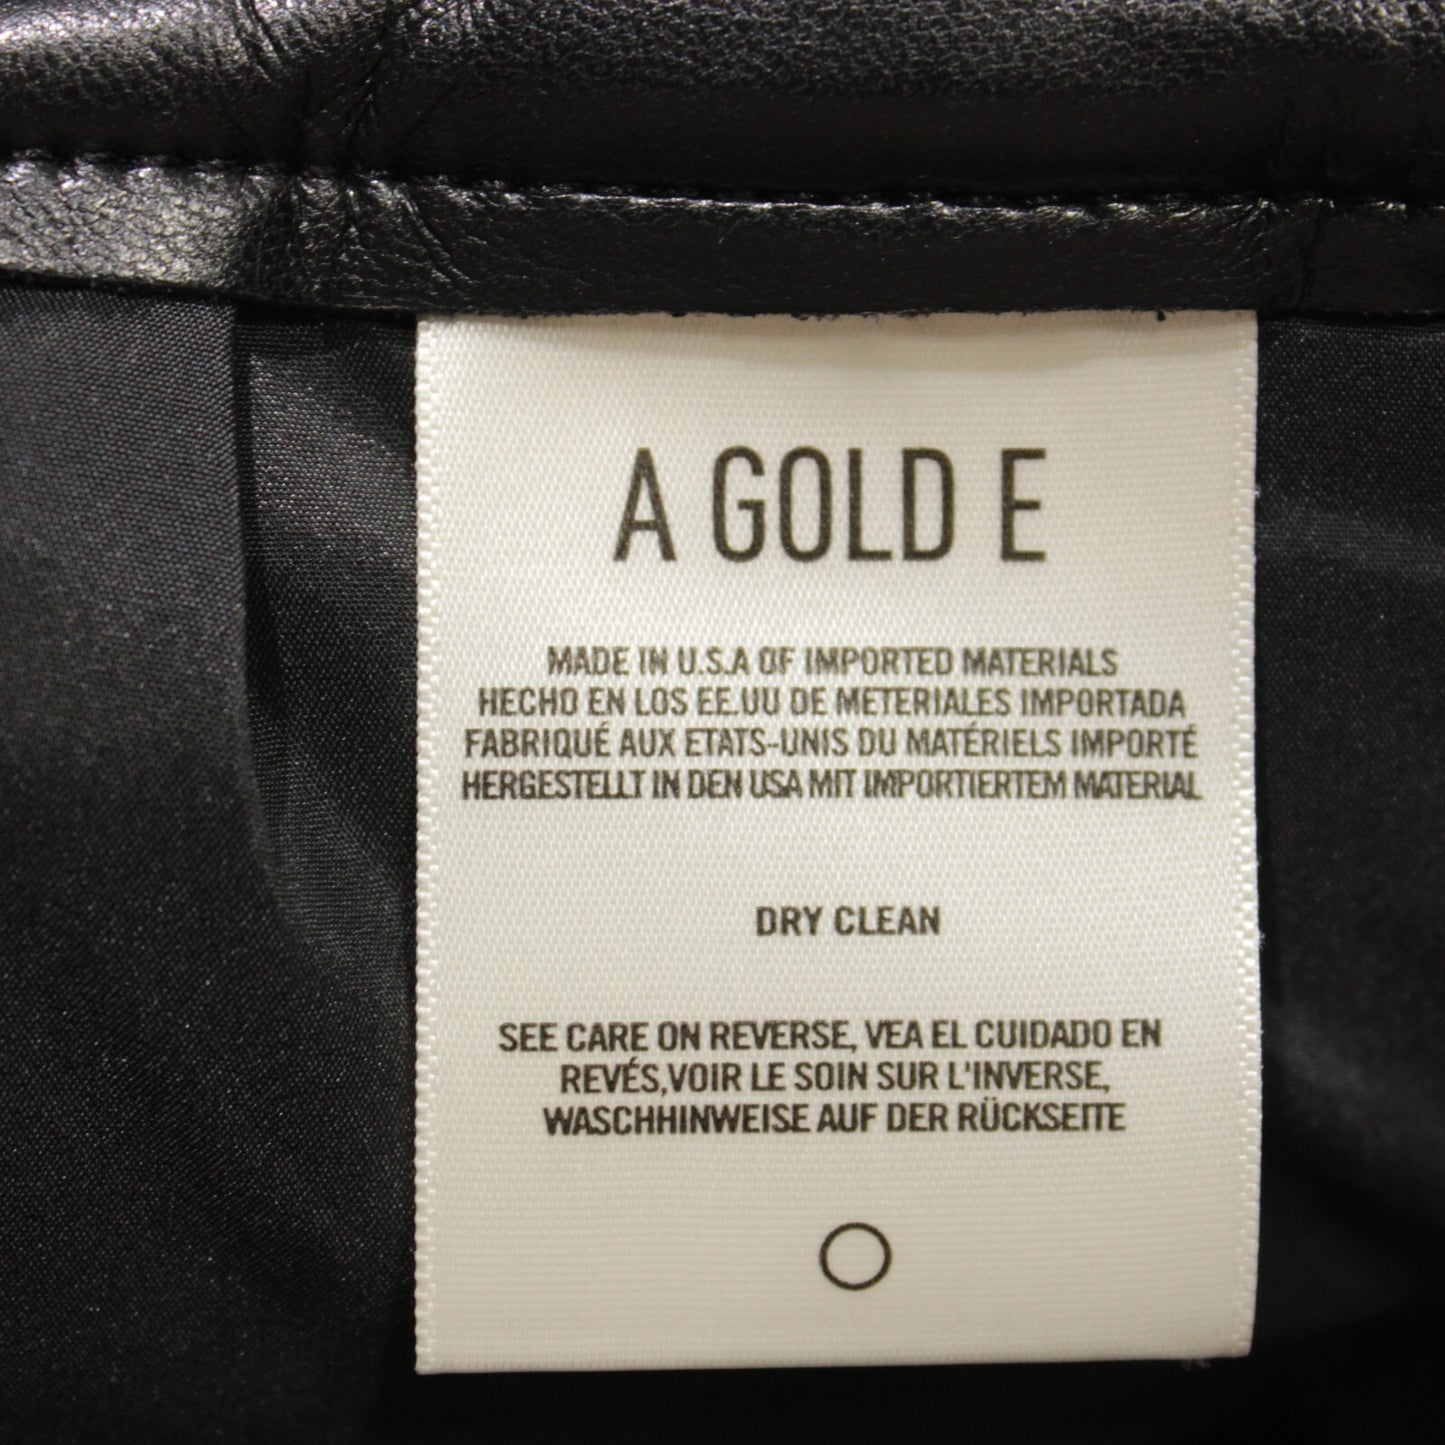 A GOLD E
MADE IN U.S.A OF IMPORTED MATERIALS
HECHO EN LOS EE.UU DE METERIALES IMPORTADA
FABRIQUÉ AUX ETATS-UNIS DU MATÉRIELS IMPORTÉ
HERGESTELLT IN DEN USA MIT IMPORTIERTEM MATERIAL
DRY CLEAN
SEE CARE ON REVERSE, VEA EL CUIDADO EN
REVÉS,VOIR LE SOIN SUR L'INVERSE,
WASCHHINWEISE AUF DER RÜCKSEITE